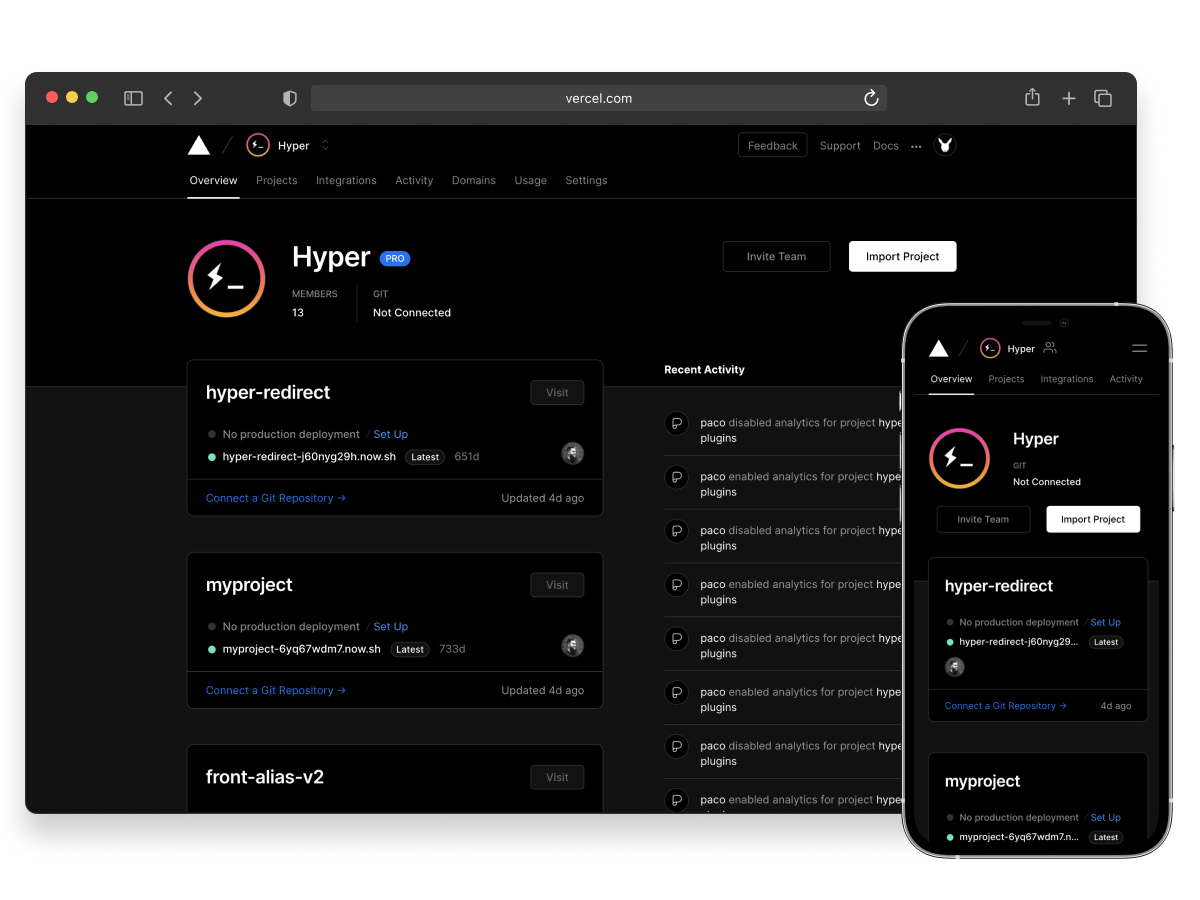 vercel.com
Hyper
Feedback Support Docs
Overview Projects Integrations Activity Domains Usage Settings
Hyper PRO
Invite Team Import Project
MEMBERS GIT
13 Not Connected
hyper-redirect Visit
No production deployment / Set Up
hyper-redirect-j60nyg29h.now.sh Latest 651d
Connect a Git Repository → Updated 4d ago
myproject Visit
No production deployment / Set Up
myproject-6yq67wdm7.now.sh Latest 733d
Connect a Git Repository → Updated 4d ago
front-alias-v2 Visit
Recent Activity
paco disabled analytics for project hype
plugins
paco enabled analytics for project hype
plugins
paco disabled analytics for project hype
plugins
paco enabled analytics for project hype
plugins
paco disabled analytics for project hype
plugins
paco enabled analytics for project hype
plugins
paco disabled analytics for project hype
plugins
paco enabled analytics for project hype
Hyper
Overview Projects Integrations Activity
Hyper
GIT
Not Connected
Invite Team Import Project
hyper-redirect
No production deployment / Set Up
hyper-redirect-j60nyg29... Latest
Connect a Git Repository → 4d ago
myproject
No production deployment / Set Up
myproject-6yq67wdm7.n... Latest